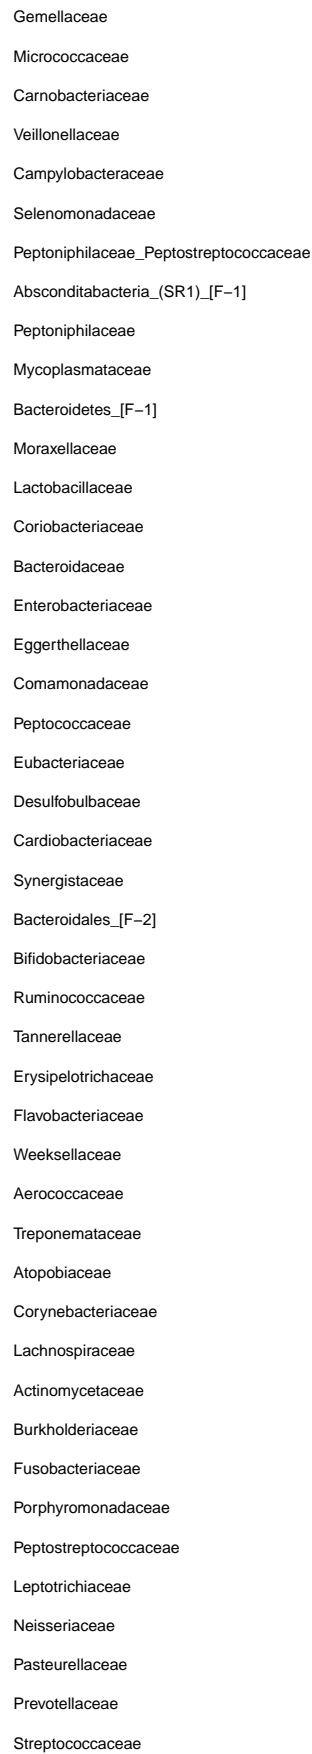 Gemellaceae
Micrococcaceae
Carnobacteriaceae
Veillonellaceae
Campylobacteraceae
Selenomonadaceae
Peptoniphilaceae_Peptostreptococcaceae
Absconditabacteria_(SR1)_[F−1]
Peptoniphilaceae
Mycoplasmataceae
Bacteroidetes_[F−1]
Moraxellaceae
Lactobacillaceae
Coriobacteriaceae
Bacteroidaceae
Enterobacteriaceae
Eggerthellaceae
Comamonadaceae
Peptococcaceae
Eubacteriaceae
Desulfobulbaceae
Cardiobacteriaceae
Synergistaceae
Bacteroidales_[F−2]
Bifidobacteriaceae
Ruminococcaceae
Tannerellaceae
Erysipelotrichaceae
Flavobacteriaceae
Weeksellaceae
Aerococcaceae
Treponemataceae
Atopobiaceae
Corynebacteriaceae
Lachnospiraceae
Actinomycetaceae
Burkholderiaceae
Fusobacteriaceae
Porphyromonadaceae
Peptostreptococcaceae
Leptotrichiaceae
Neisseriaceae
Pasteurellaceae
Prevotellaceae
Streptococcaceae